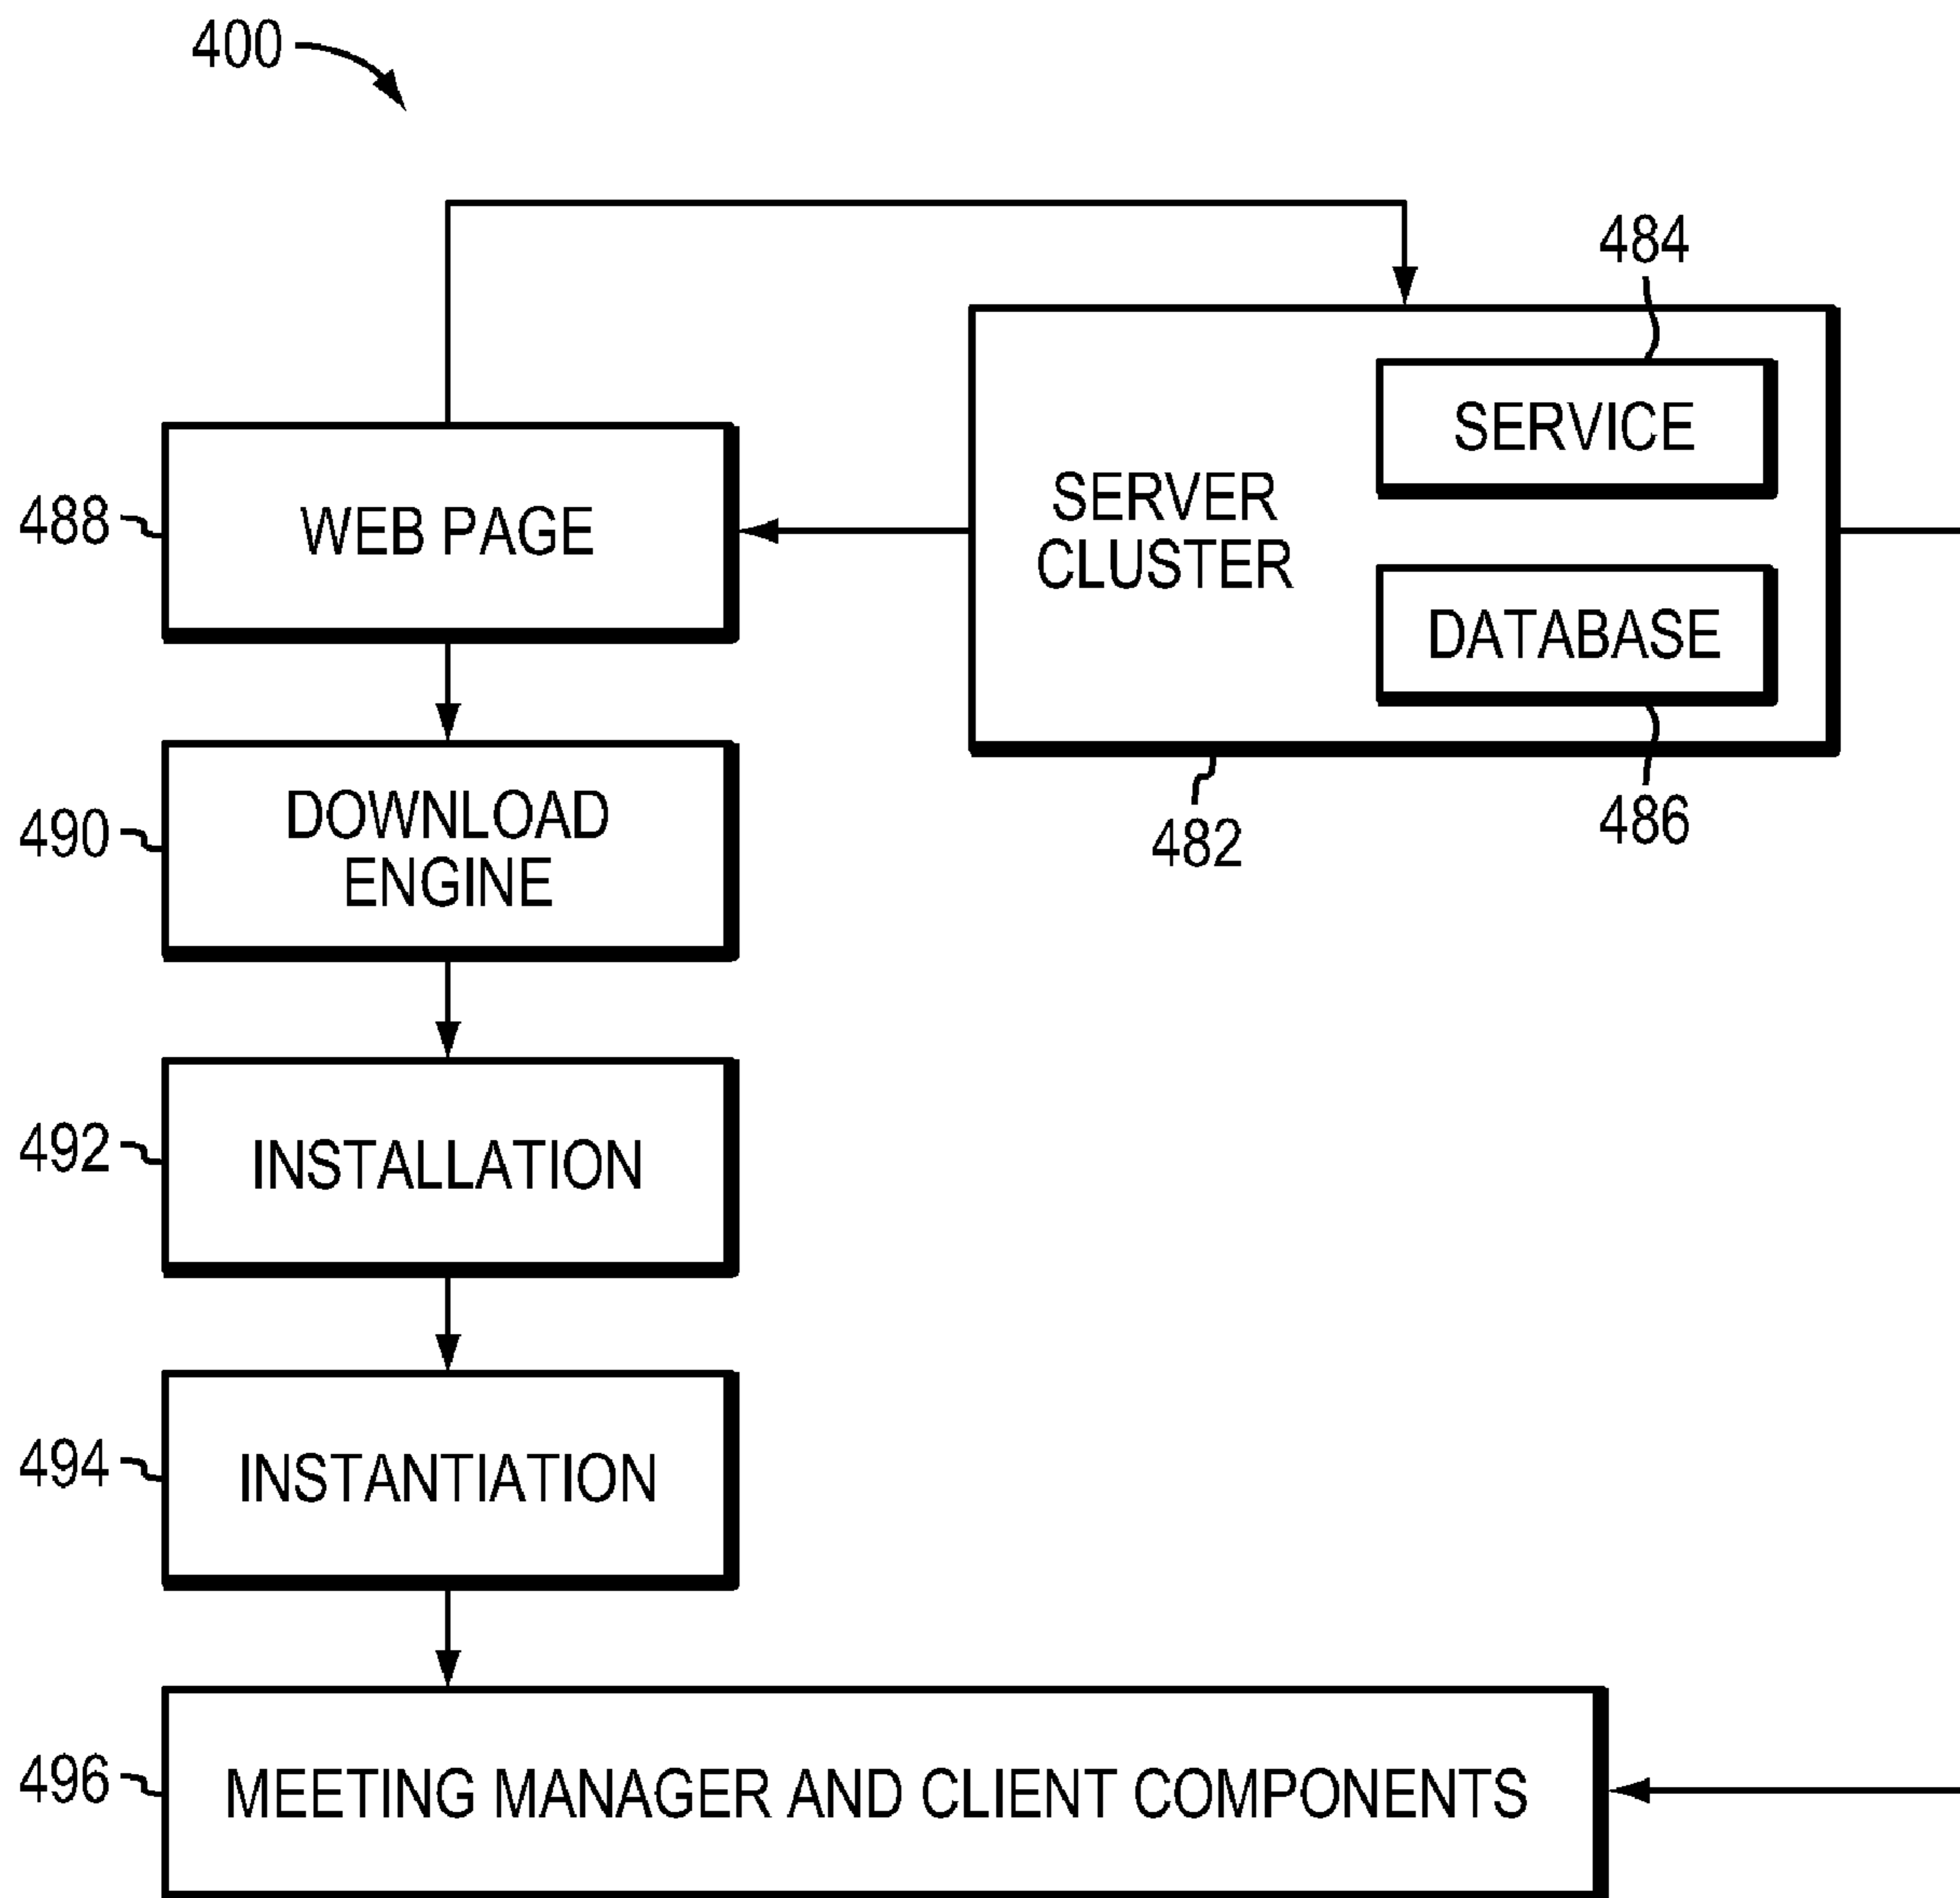 400
484
SERVICE
488
WEB PAGE
SERVER
CLUSTER
DATABASE
490
DOWNLOAD
ENGINE
482
486
492
INSTALLATION
494
INSTANTIATION
496
MEETING MANAGER AND CLIENT COMPONENTS